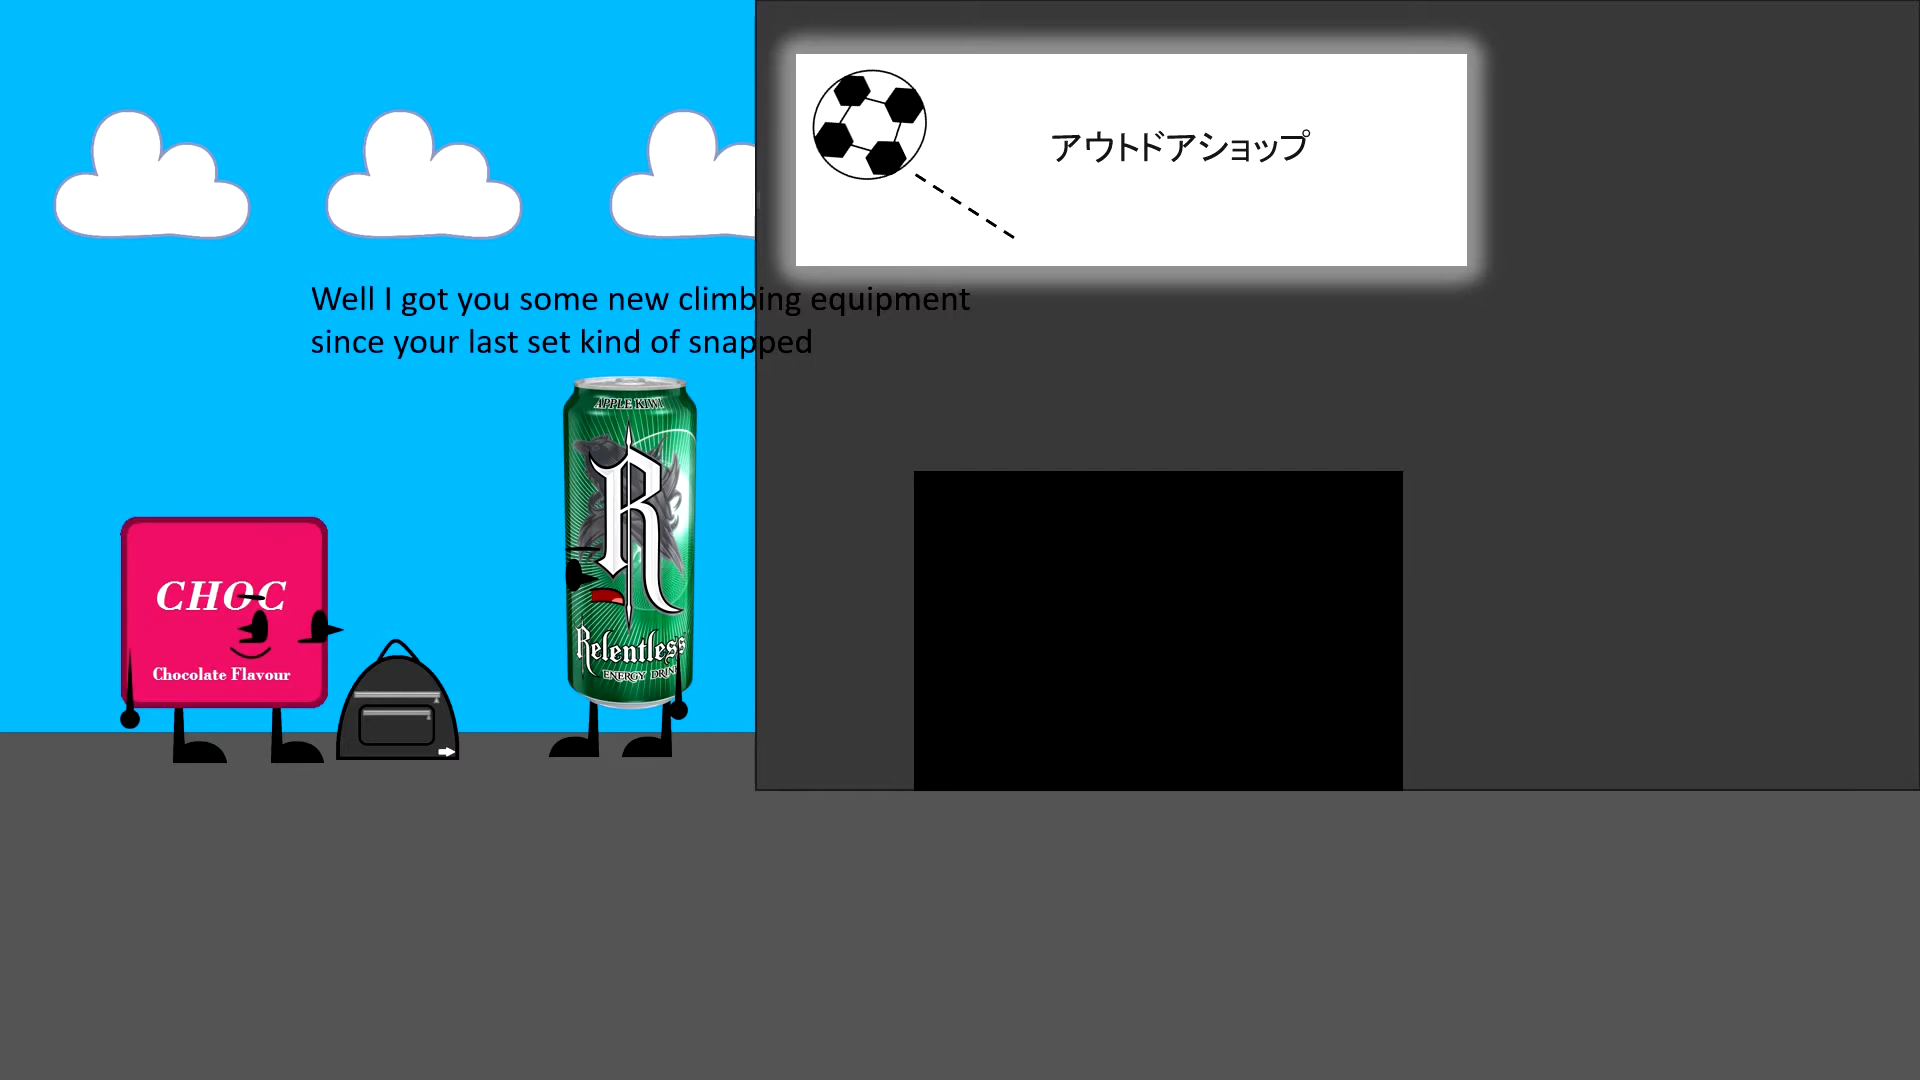 アウトドアショップ
Well I got you some new climbing equipment
since your last set kind of snapped
APPLE KIWI
R
Relentless
ENERGY DRINK
CHOC
Chocolate Flavour